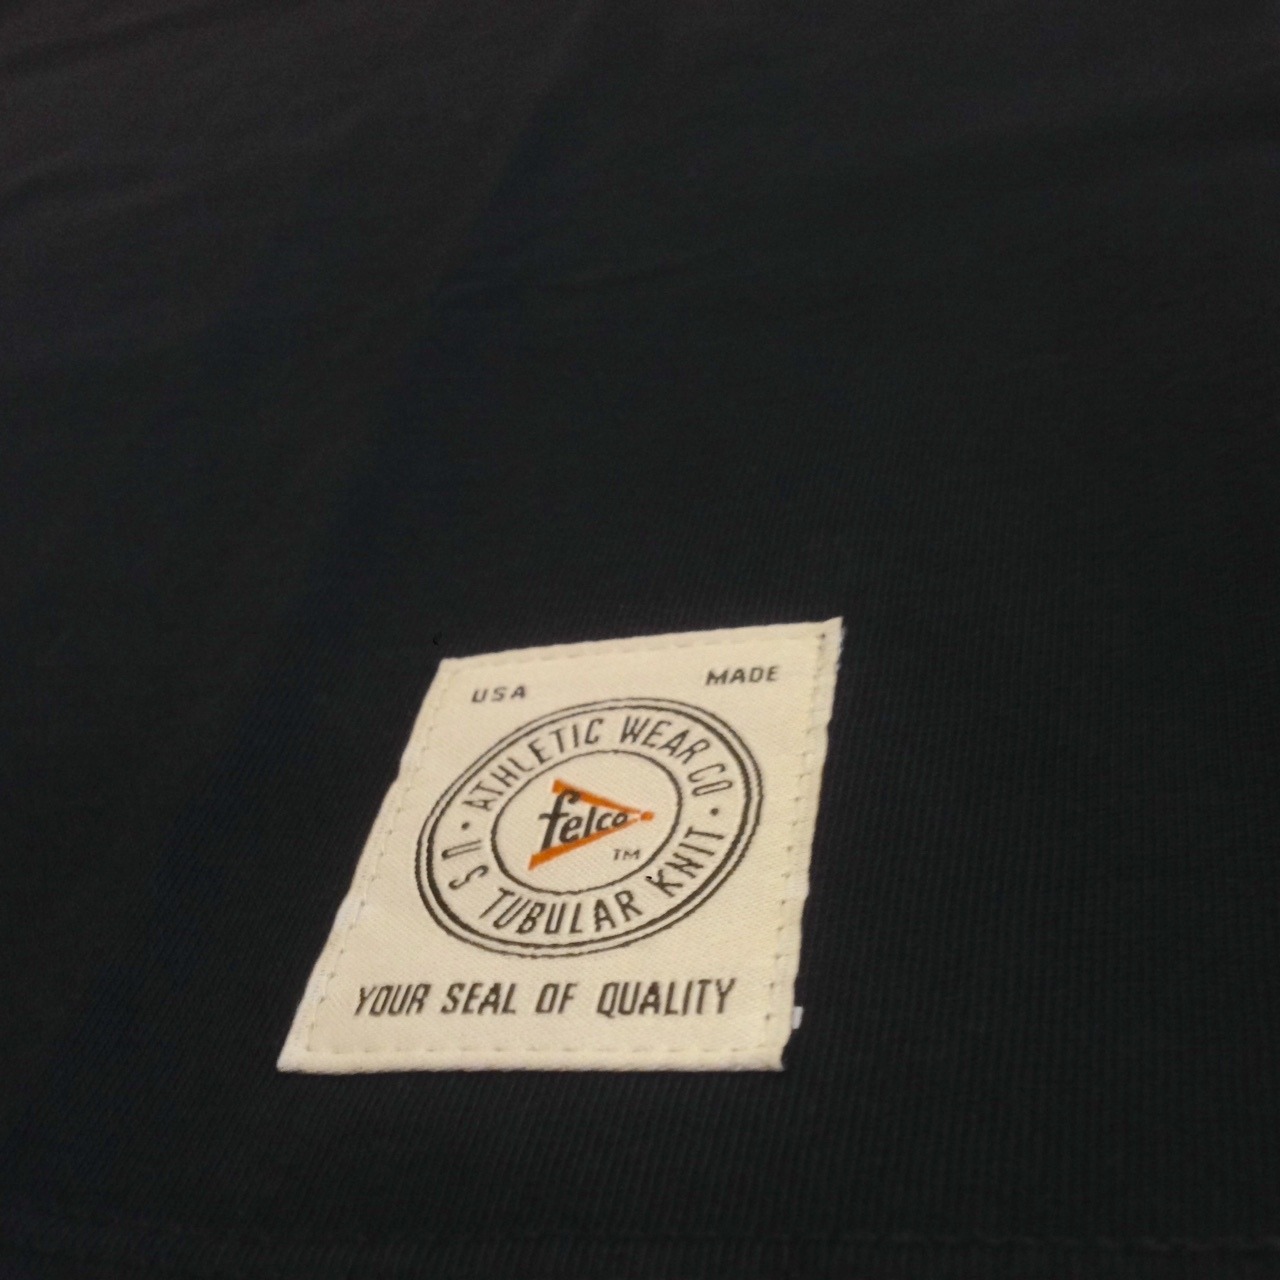 USA MADE
ATHLETIC WEAR CO
felco
TM
• U S TUBULAR KNIT •
YOUR SEAL OF QUALITY